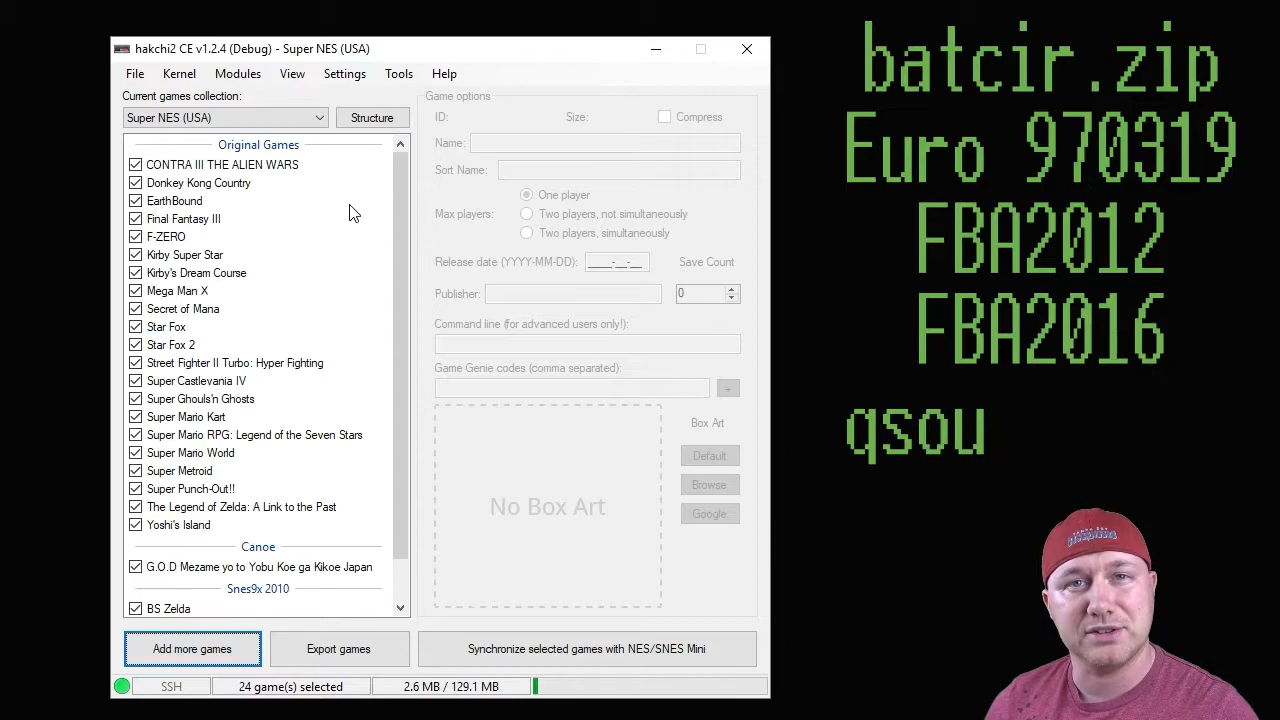 hakchi2 CE v1.2.4 (Debug) - Super NES (USA)
File Kernel Modules View Settings Tools Help
Current games collection:
Super NES (USA)
Structure
Original Games
CONTRA III THE ALIEN WARS
Donkey Kong Country
EarthBound
Final Fantasy III
F-ZERO
Kirby Super Star
Kirby's Dream Course
Mega Man X
Secret of Mana
Star Fox
Star Fox 2
Street Fighter II Turbo: Hyper Fighting
Super Castlevania IV
Super Ghouls'n Ghosts
Super Mario Kart
Super Mario RPG: Legend of the Seven Stars
Super Mario World
Super Metroid
Super Punch-Out!!
The Legend of Zelda: A Link to the Past
Yoshi's Island
Canoe
G.O.D Mezame yo to Yobu Koe ga Kikoe Japan
Snes9x 2010
BS Zelda
Add more games
Export games
Game options
ID: Size: Compress
Name:
Sort Name:
One player
Max players: Two players, not simultaneously
Two players, simultaneously
Release date (YYYY-MM-DD): ____-__-__ Save Count
Publisher: 0
Command line (for advanced users only!):
Game Genie codes (comma separated):
Box Art
Default
Browse
Google
No Box Art
Synchronize selected games with NES/SNES Mini
SSH 24 game(s) selected 2.6 MB / 129.1 MB
batcir.zip
Euro 970319
FBA2012
FBA2016
qsou